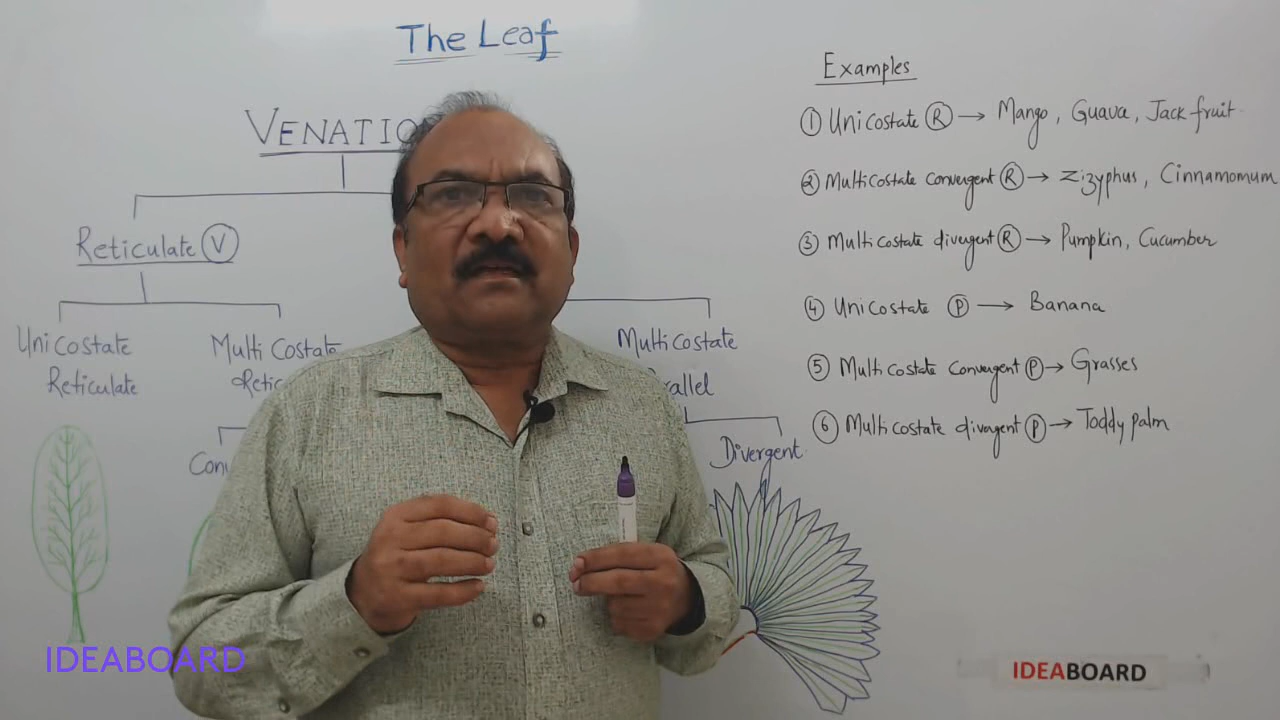 The Leaf
VENATIO
Reticulate V
Unicostate
Reticulate
Multi Costate
Multicostate
Divergent
Examples
① Unicostate Ⓡ → Mango, Guava, Jack fruit
② Multicostate convergent Ⓡ → Zizyphus, Cinnamomum
③ Multicostate divergent Ⓡ → Pumpkin, Cucumber
④ Unicostate Ⓟ → Banana
⑤ Multicostate convergent Ⓟ → Grasses
⑥ Multicostate divergent Ⓟ → Toddy palm
IDEABOARD
IDEABOARD